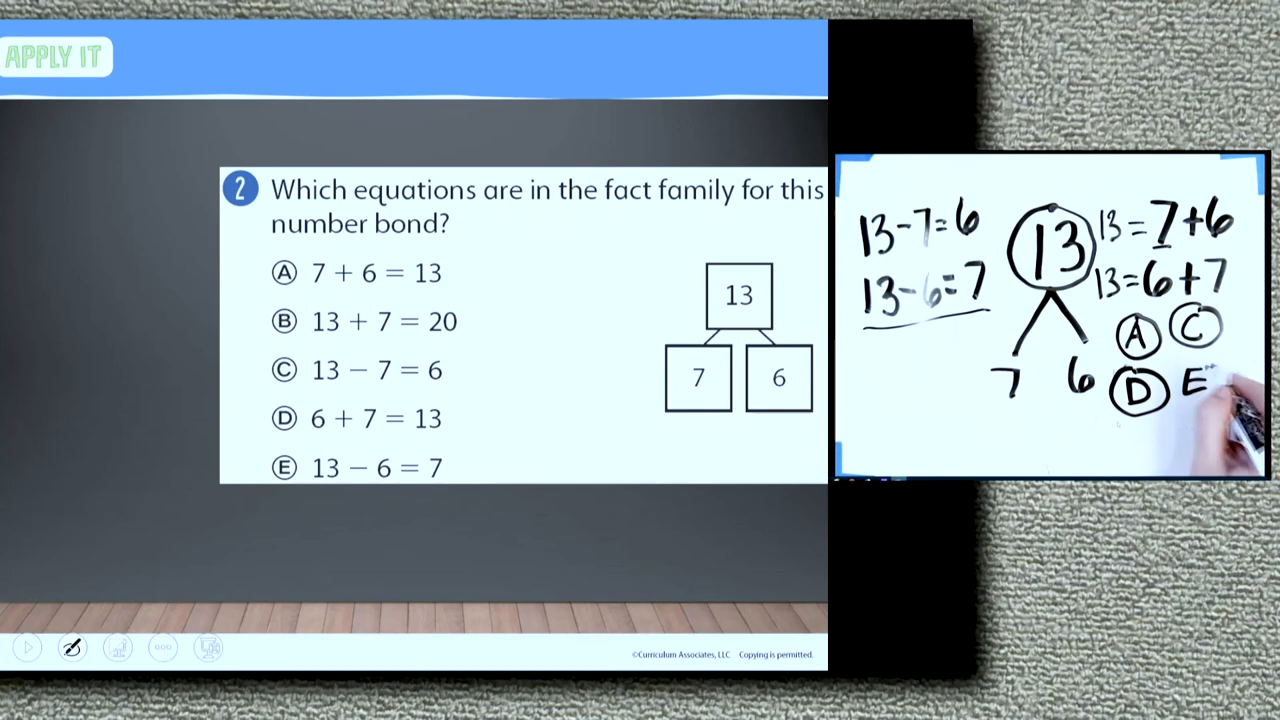 APPLY IT
2 Which equations are in the fact family for this
number bond?
A 7 + 6 = 13
B 13 + 7 = 20
C 13 − 7 = 6
D 6 + 7 = 13
E 13 − 6 = 7
13
7 6
©Curriculum Associates, LLC Copying is permitted.
13-7=6
13-6=7
13
7 6
13=7+6
13=6+7
A C
D E